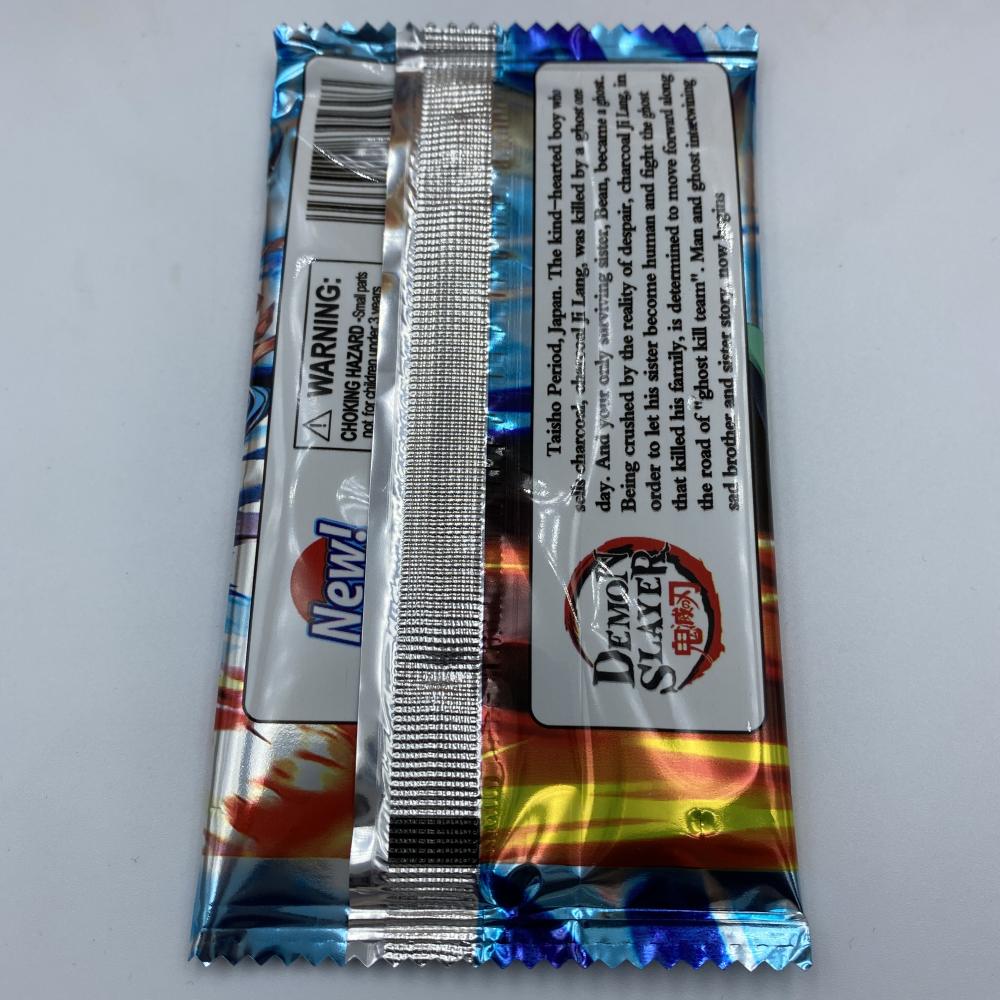 ⚠ WARNING:
CHOKING HAZARD -Small parts
not for children under 3 years
New!
Taisho Period, Japan. The kind-hearted boy who
sells charcoal, charcoal Ji Lang, was killed by a ghost one
day. And your only surviving sister, Bean, became a ghost.
Being crushed by the reality of despair, charcoal Ji Lang, in
order to let his sister become human and fight the ghost
that killed his family, is determined to move forward along
the road of "ghost kill team". Man and ghost intertwining
sad brother and sister story, now begins
DEMON
SLAYER
鬼滅の刃